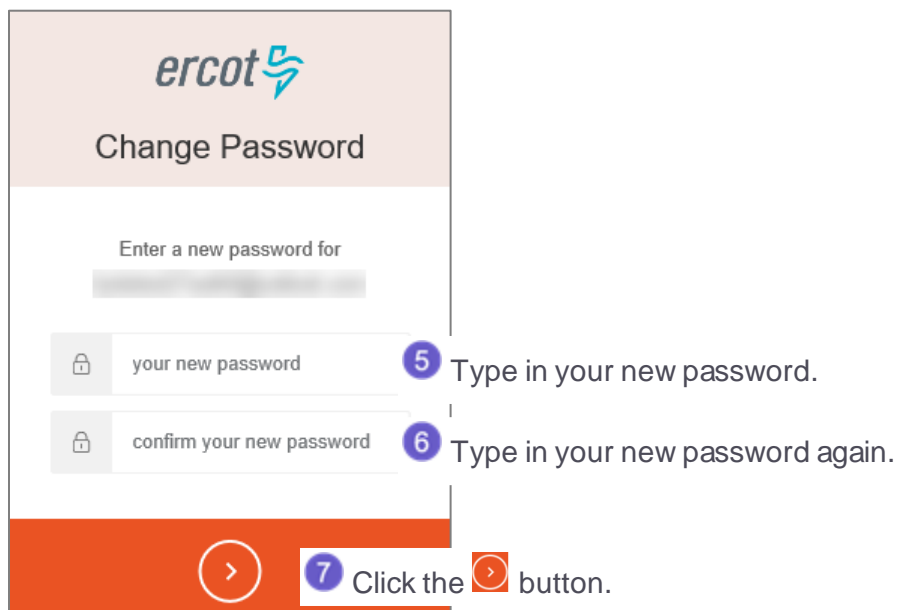 ercot
Change Password
Enter a new password for
your new password
5 Type in your new password.
confirm your new password
6 Type in your new password again.
7 Click the button.